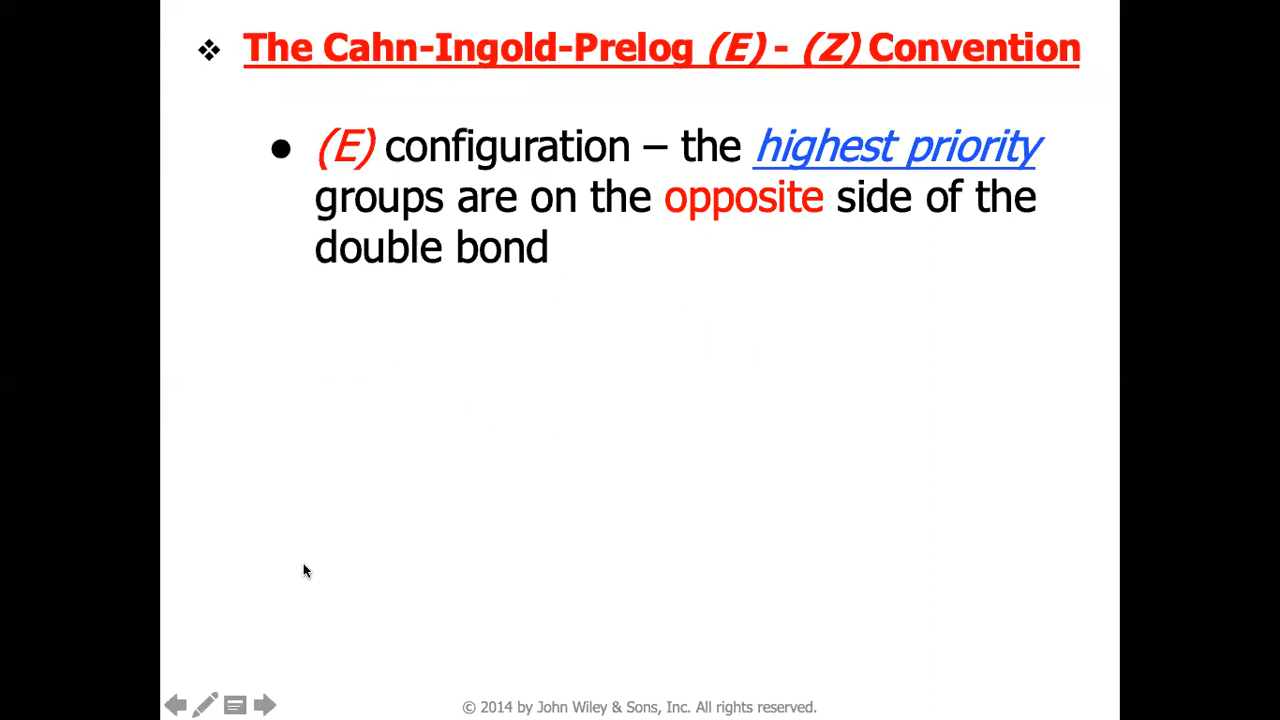 ❖ The Cahn-Ingold-Prelog (E) - (Z) Convention
● (E) configuration – the highest priority
groups are on the opposite side of the
double bond
© 2014 by John Wiley & Sons, Inc. All rights reserved.